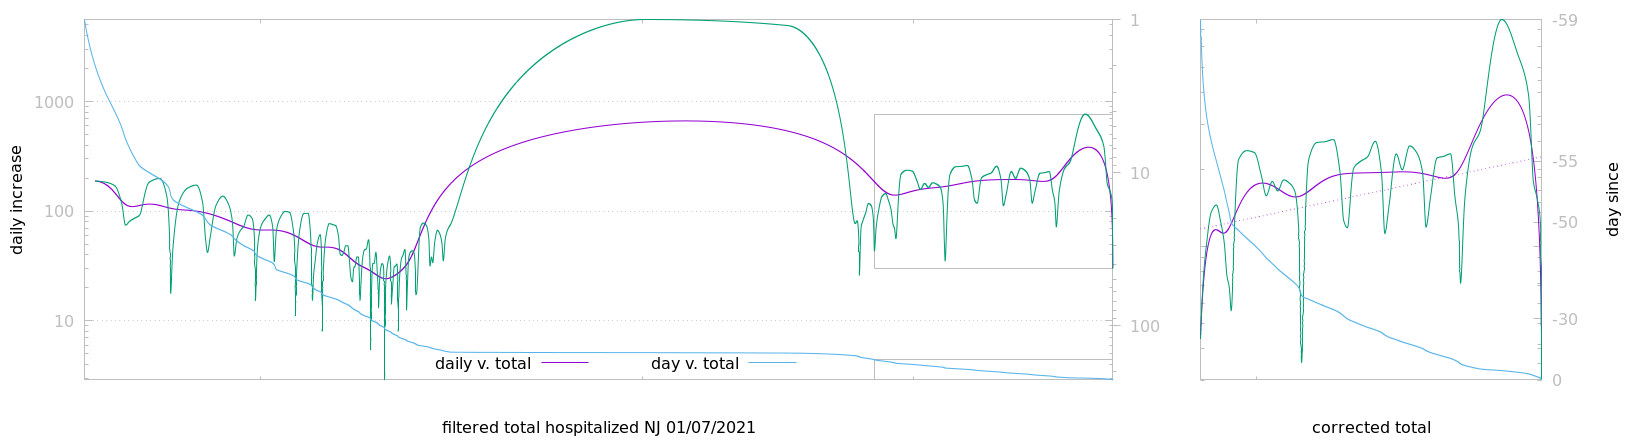 daily increase
1000
100
10
daily v. total
day v. total
1
10
100
filtered total hospitalized NJ 01/07/2021
-59
-55
-50
-30
0
day since
corrected total